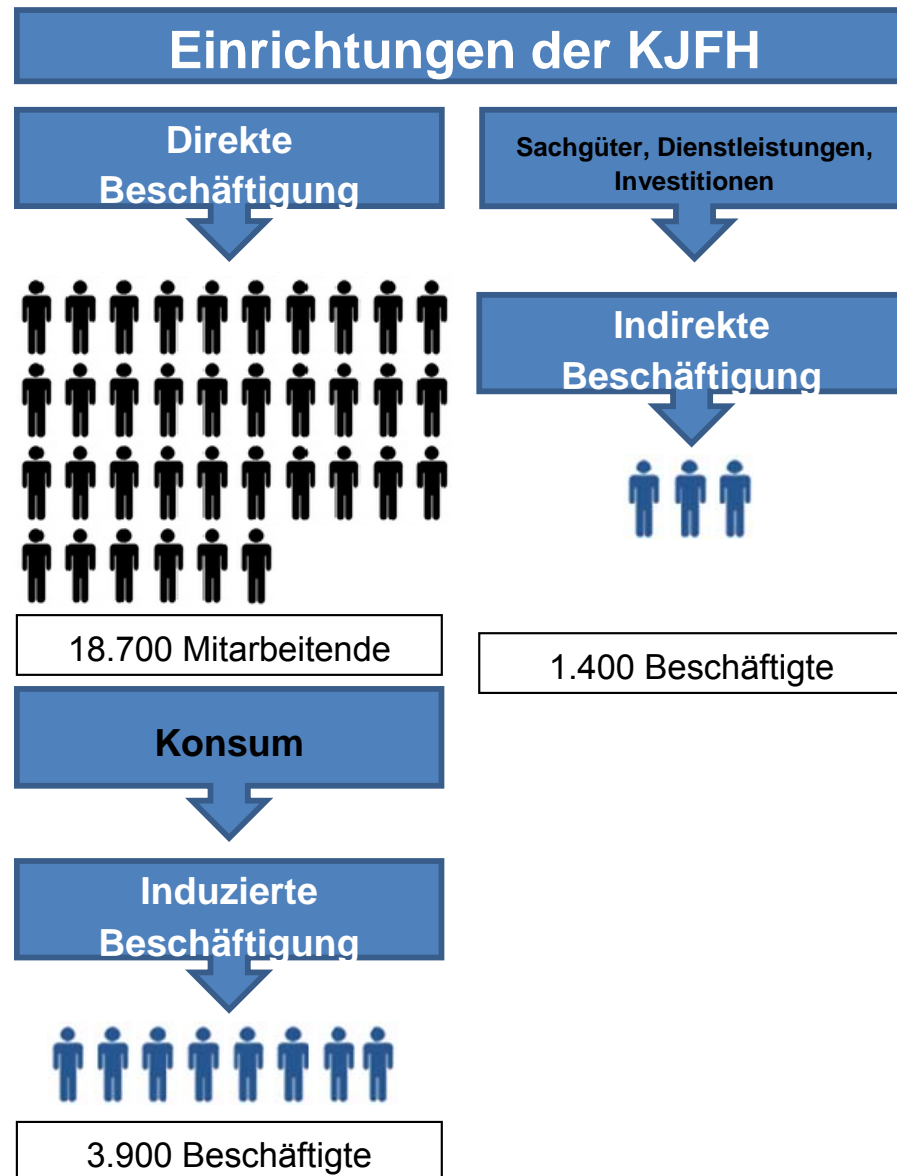 Einrichtungen der KJFH
Direkte
Beschäftigung
Sachgüter, Dienstleistungen,
Investitionen
Indirekte
Beschäftigung
18.700 Mitarbeitende
1.400 Beschäftigte
Konsum
Induzierte
Beschäftigung
3.900 Beschäftigte